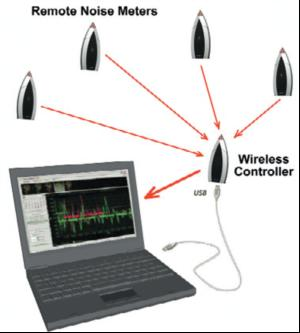 Remote Noise Meters
Wireless
Controller
USB